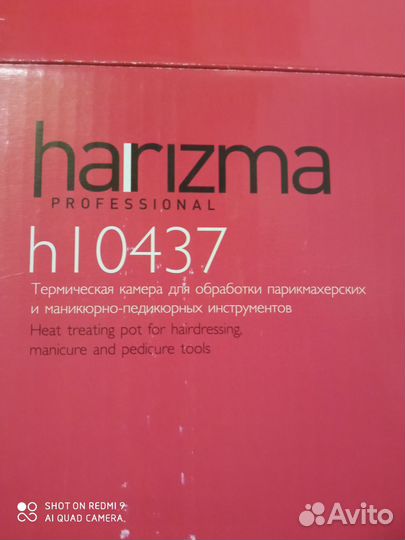 harizma
PROFESSIONAL
h10437
Термическая камера для обработки парикмахерских
и маникюрно-педикюрных инструментов
Heat treating pot for hairdressing,
manicure and pedicure tools
SHOT ON REDMI 9
AI QUAD CAMERA
Avito